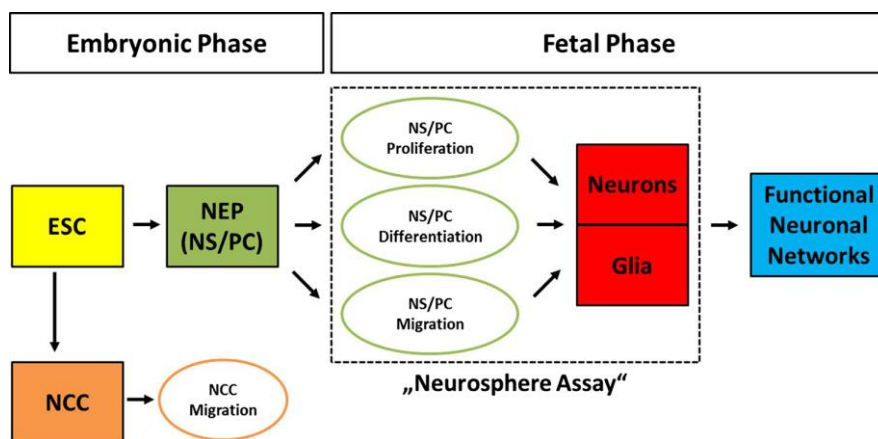 Embryonic Phase
Fetal Phase
NS/PC
Proliferation
ESC
NEP
(NS/PC)
NS/PC
Differentiation
Neurons
Glia
Functional
Neuronal
Networks
NS/PC
Migration
NCC
NCC
Migration
„Neurosphere Assay“